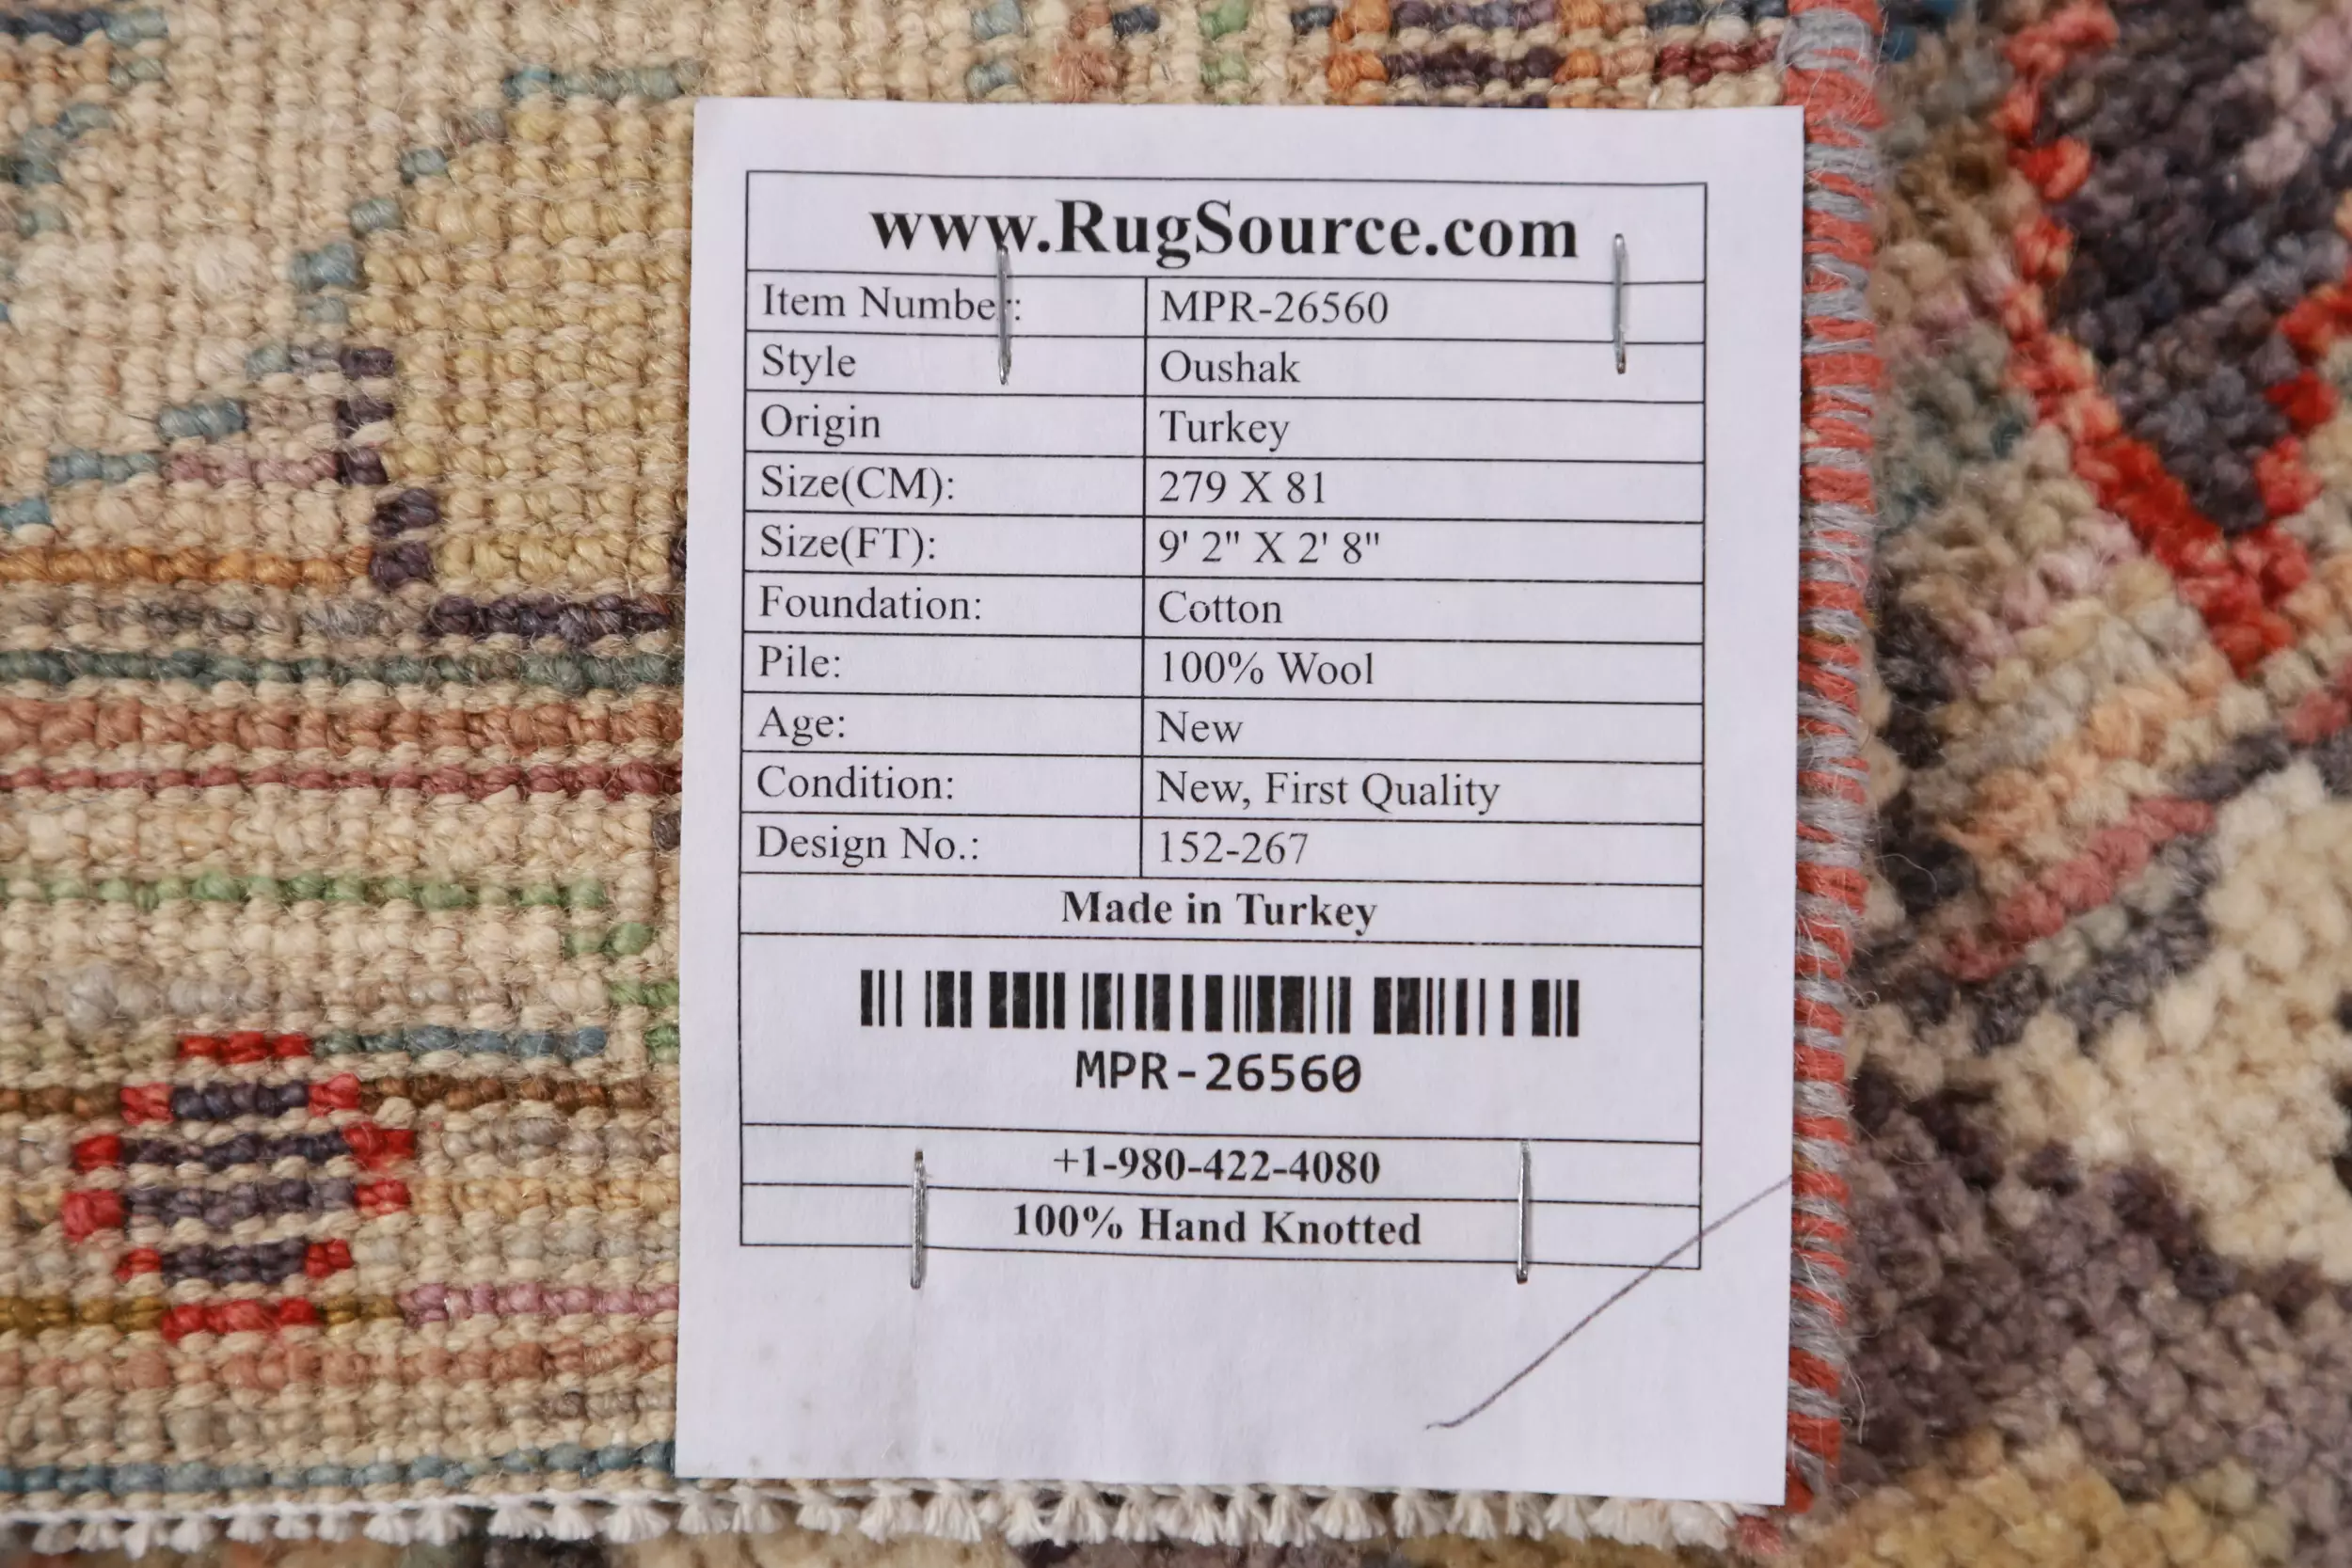 www.RugSource.com
Item Number: MPR-26560
Style Oushak
Origin Turkey
Size(CM): 279 X 81
Size(FT): 9' 2" X 2' 8"
Foundation: Cotton
Pile: 100% Wool
Age: New
Condition: New, First Quality
Design No.: 152-267
Made in Turkey
MPR-26560
+1-980-422-4080
100% Hand Knotted